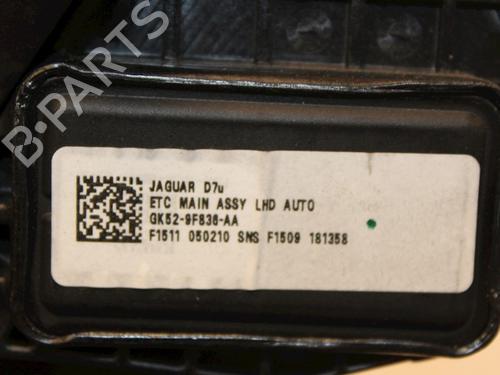 B-PARTS
JAGUAR D7u
ETC MAIN ASSY LHD AUTO
GK52-9F836-AA
F1511 050210 SNS F1509 181358